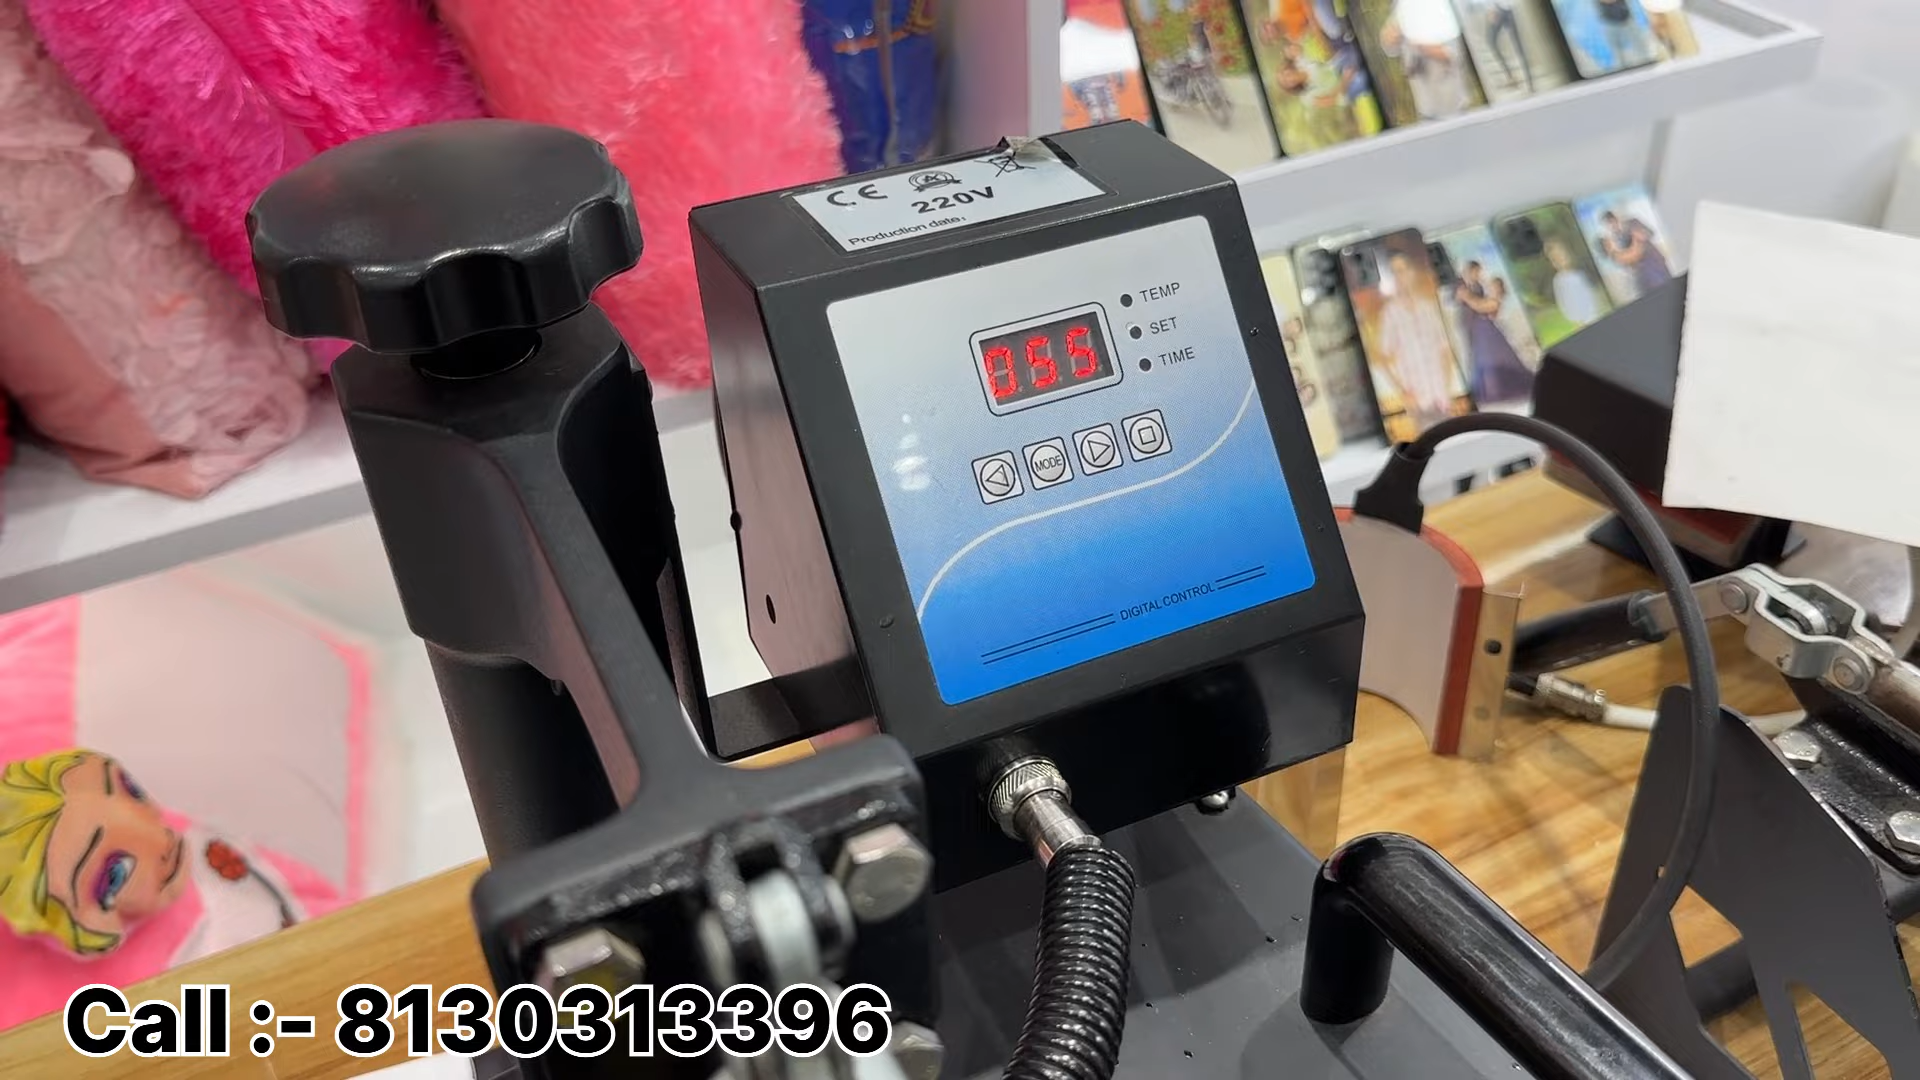 CE
220V
Production date:
TEMP
SET
TIME
055
MODE
DIGITAL CONTROL
Call :- 8130313396